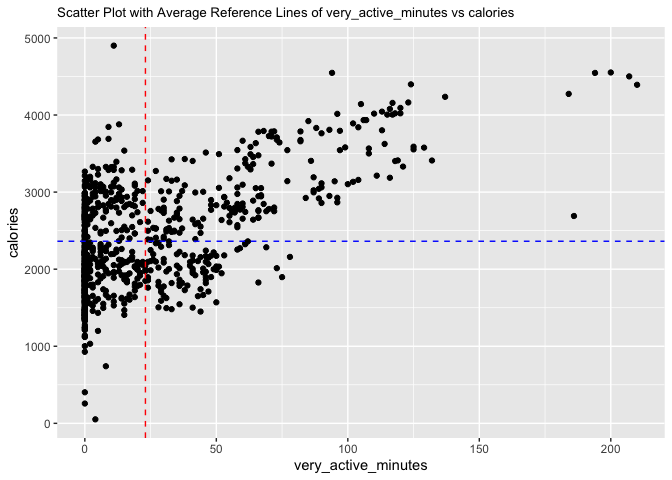 Scatter Plot with Average Reference Lines of very_active_minutes vs calories
5000
4000
3000
2000
1000
0
calories
0 50 100 150 200
very_active_minutes